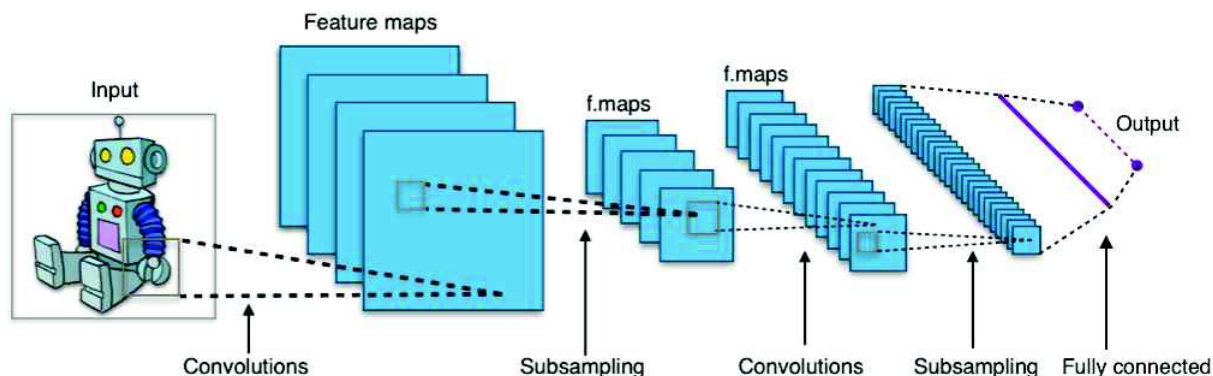 Feature maps
f.maps
Input
f.maps
Output
Convolutions
Subsampling
Convolutions
Subsampling
Fully connected